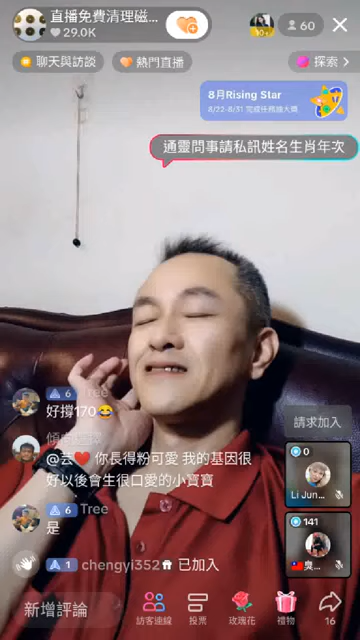 直播免費清理磁...
29.0K
30+
60
聊天與訪談
熱門直播
探索
8月Rising Star
8/22-8/31 完成任務搶大獎
通靈問事請私訊姓名生肖年次
6 Tree
好撐170😂
@芸❤️ 你長得粉可愛 我的基因很
好以後會生很口愛的小寶寶
6 Tree
是
1 chengyi352 已加入
請求加入
0
Li Jun...
141
新增評論
訪客連線
投票
玫瑰花
禮物
16